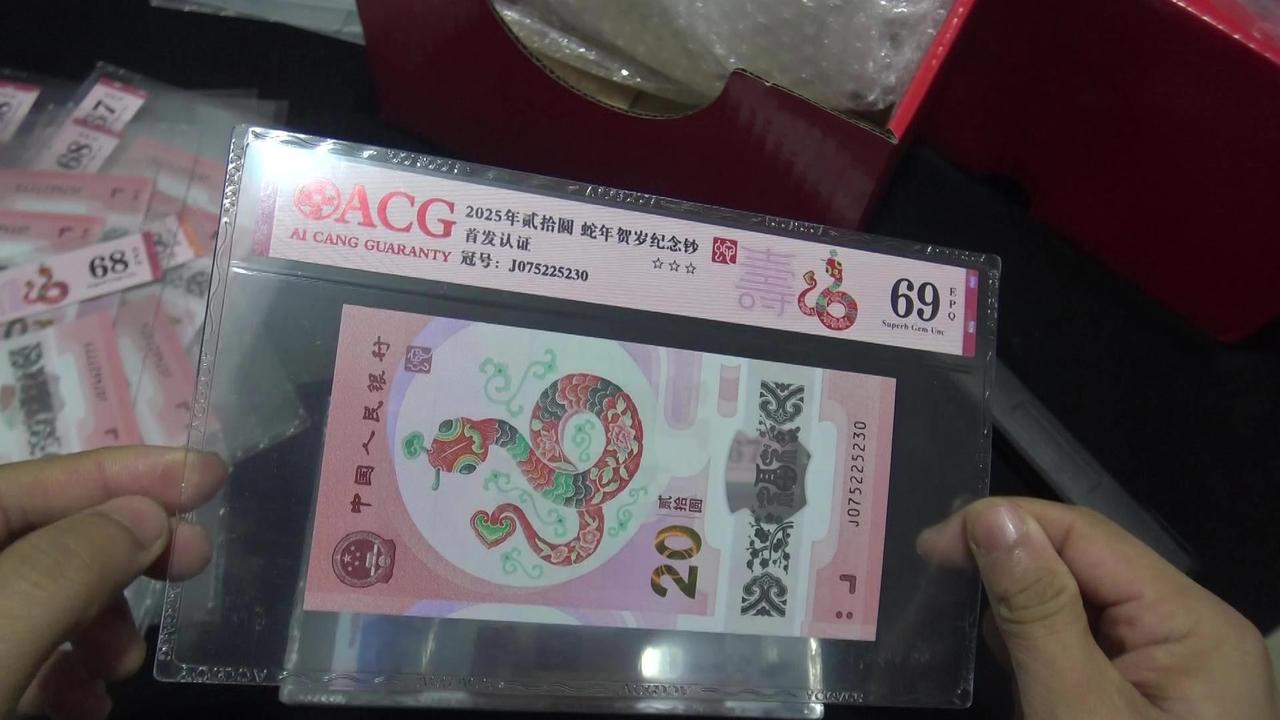 ACG
AI CANG GUARANTY
2025年贰拾圆 蛇年贺岁纪念钞
首发认证
冠号: J075225230
☆☆☆
壽
69
EPQ
Superb Gem Unc
中国人民银行
贰拾圆
20
J075225230
67
68
68